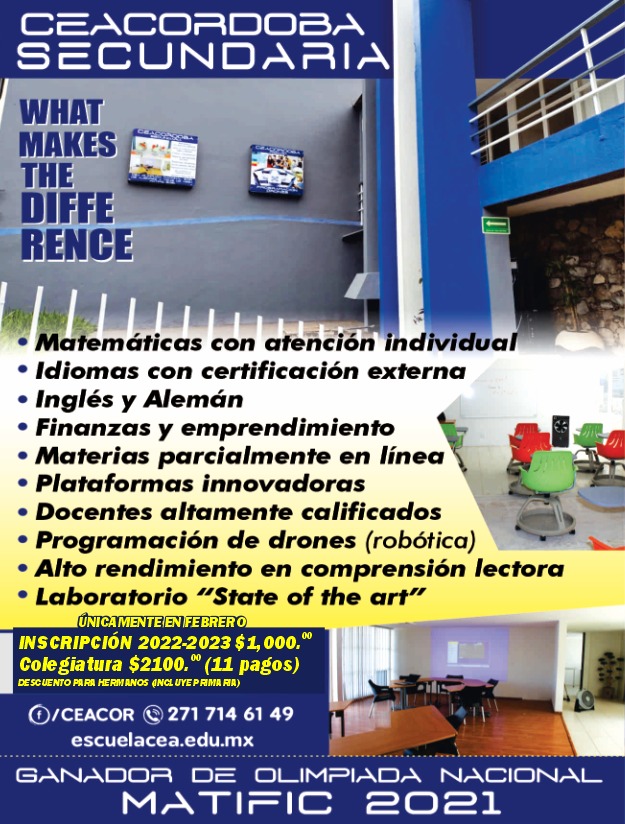 CEACORDOBA
SECUNDARIA
WHAT
MAKES
THE
DIFFE
RENCE
CEACORDOBA
CEACORDOBA
• Matemáticas con atención individual
• Idiomas con certificación externa
• Inglés y Alemán
• Finanzas y emprendimiento
• Materias parcialmente en línea
• Plataformas innovadoras
• Docentes altamente calificados
• Programación de drones (robótica)
• Alto rendimiento en comprensión lectora
• Laboratorio “State of the art”
ÚNICAMENTE EN FEBRERO
INSCRIPCIÓN 2022-2023 $1,000.00
Colegiatura $2100.00 (11 pagos)
DESCUENTO PARA HERMANOS (INCLUYE PRIMARIA)
/CEACOR 271 714 61 49
escuelacea.edu.mx
GANADOR DE OLIMPIADA NACIONAL
MATIFIC 2021